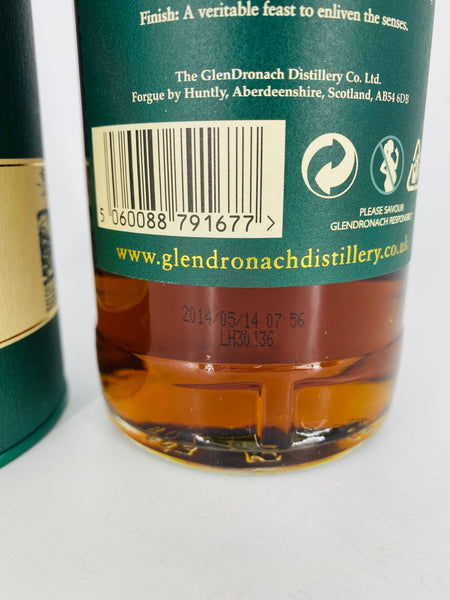 Finish: A veritable feast to enliven the senses.
The GlenDronach Distillery Co. Ltd.
Forgue by Huntly, Aberdeenshire, Scotland, AB54 6DB
5 060088 791677 >
PLEASE SAVOUR
GLENDRONACH RESPONSIBLY
www.glendronachdistillery.co.uk
2014/05/14 07 56